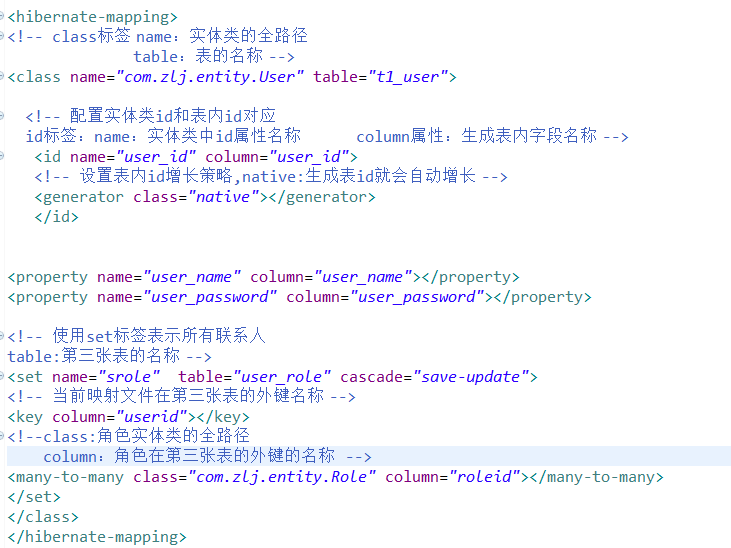 <hibernate-mapping>
<!-- class标签 name：实体类的全路径
table：表的名称 -->
<class name="com.zlj.entity.User" table="t1_user">
<!-- 配置实体类id和表内id对应
id标签：name：实体类中id属性名称 column属性：生成表内字段名称 -->
<id name="user_id" column="user_id">
<!-- 设置表内id增长策略,native:生成表id就会自动增长 -->
<generator class="native"></generator>
</id>
<property name="user_name" column="user_name"></property>
<property name="user_password" column="user_password"></property>
<!-- 使用set标签表示所有联系人
table:第三张表的名称 -->
<set name="srole" table="user_role" cascade="save-update">
<!-- 当前映射文件在第三张表的外键名称 -->
<key column="userid"></key>
<!--class:角色实体类的全路径
column：角色在第三张表的外键的名称 -->
<many-to-many class="com.zlj.entity.Role" column="roleid"></many-to-many>
</set>
</class>
</hibernate-mapping>